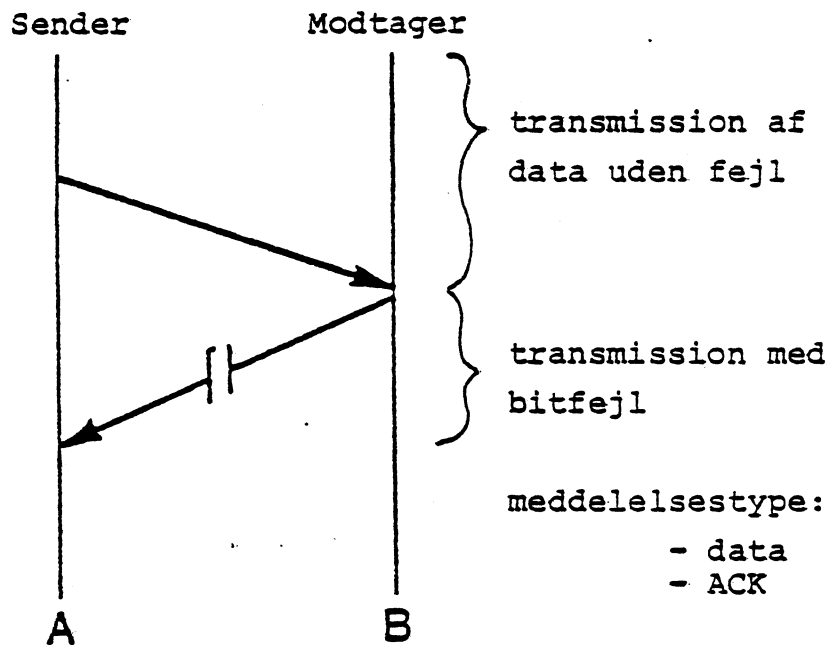 Sender
Modtager
transmission af
data uden fejl
transmission med
bitfejl
meddelelsestype:
- data
- ACK
A
B